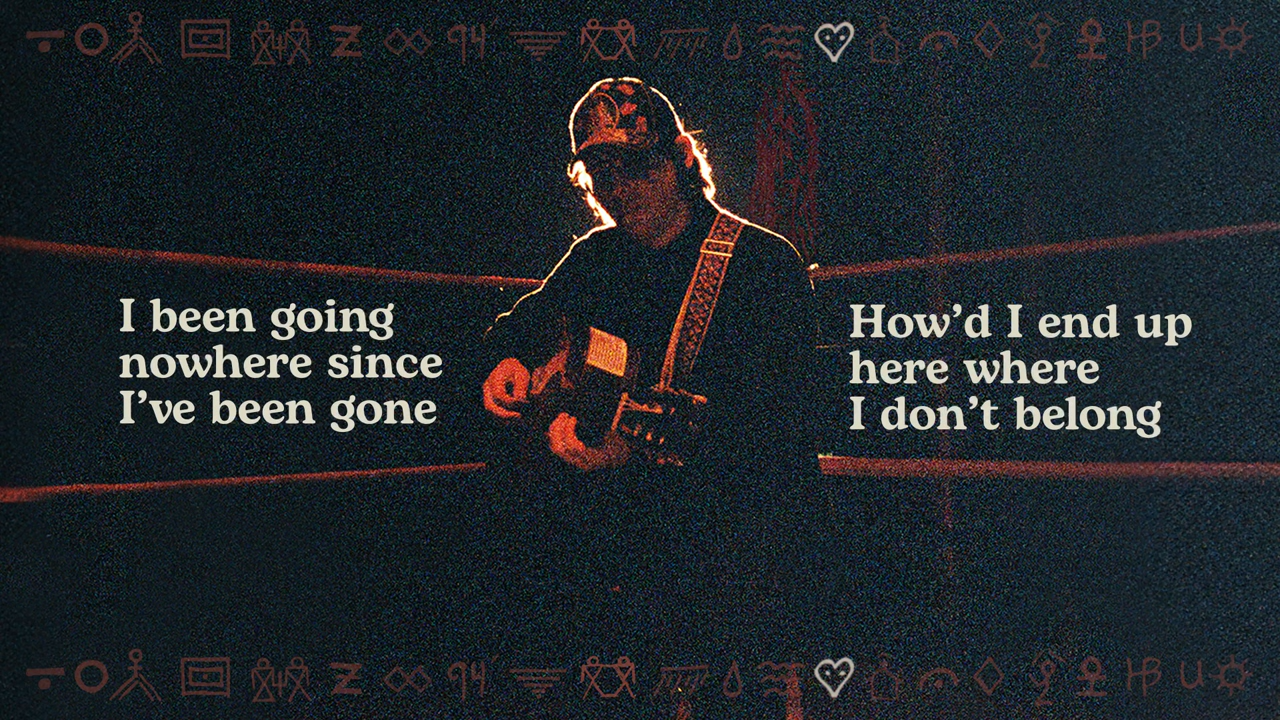 I been going
nowhere since
I've been gone
How'd I end up
here where
I don't belong